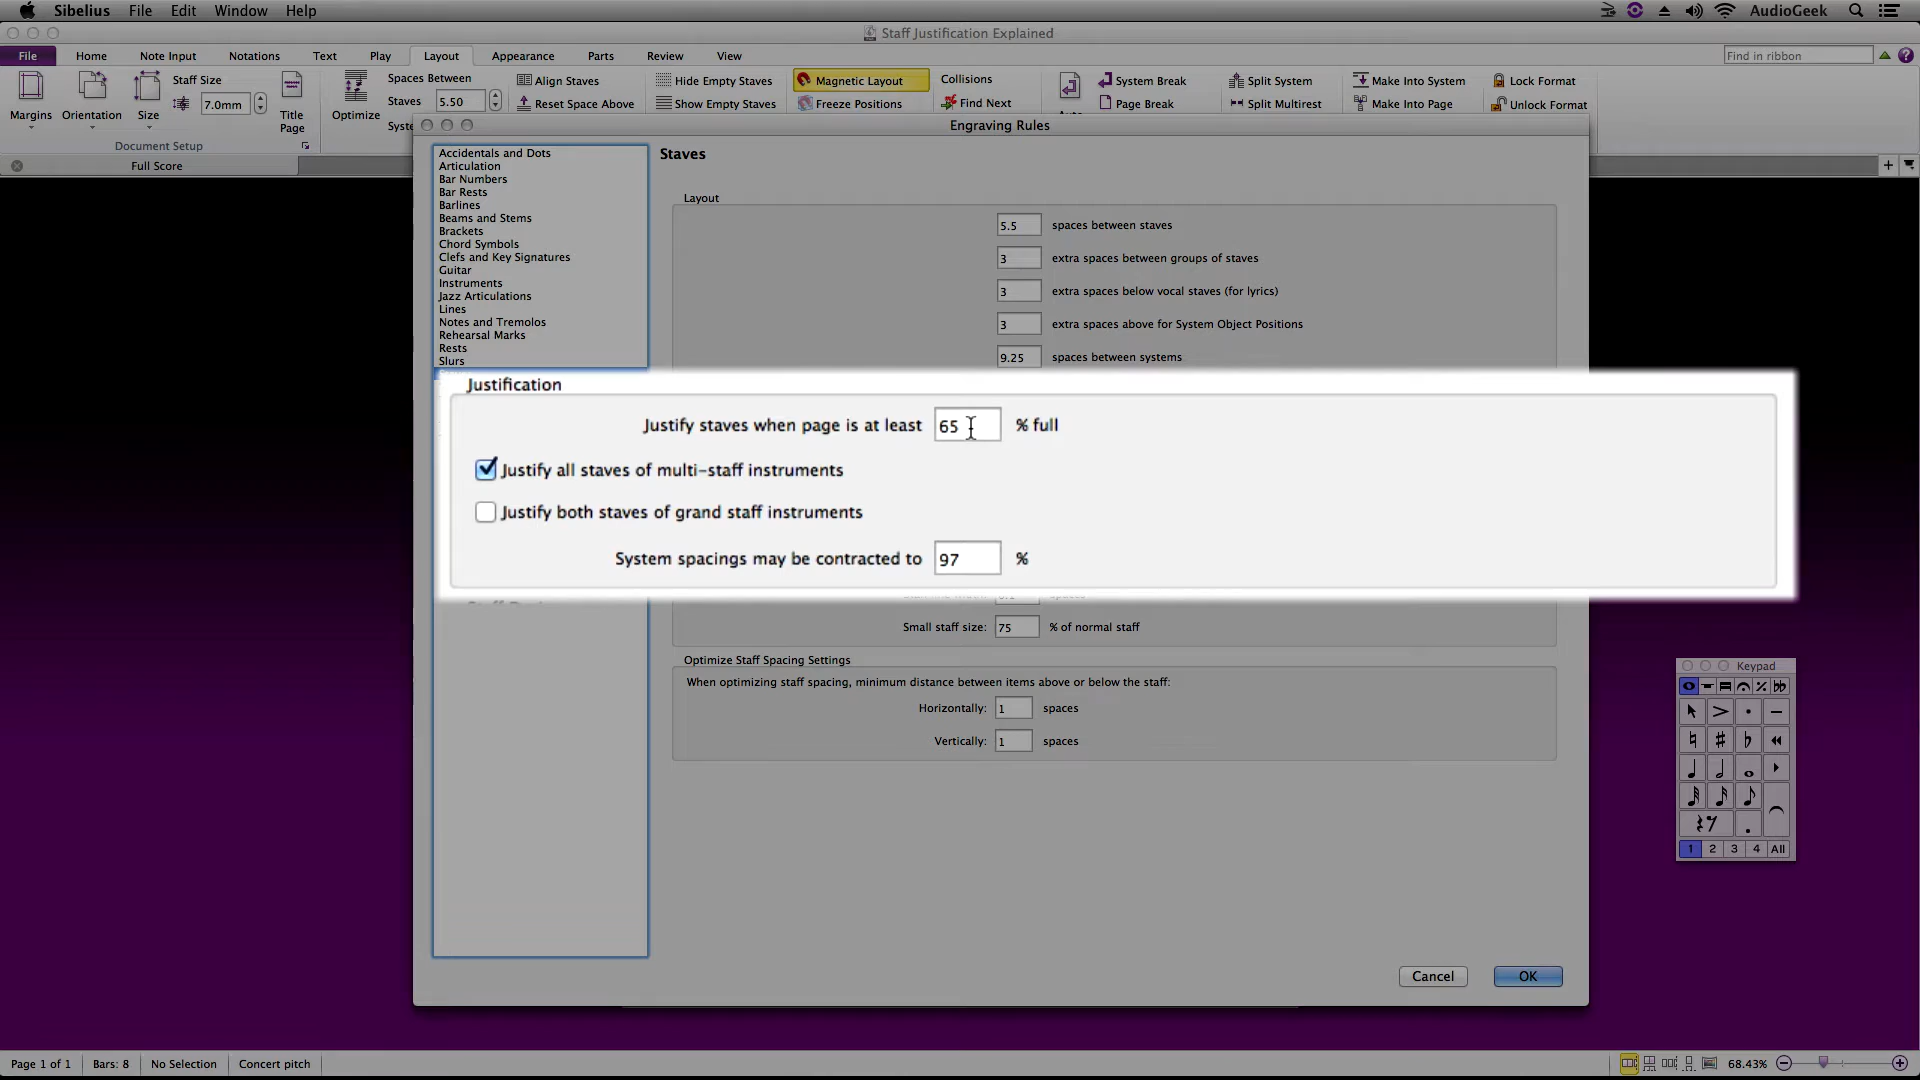 Sibelius File Edit Window Help AudioGeek
Staff Justification Explained
File Home Note Input Notations Text Play Layout Appearance Parts Review View Find in ribbon
Margins Orientation Size Staff Size 7.0mm Title Page
Document Setup
Optimize Spaces Between
Staves 5.50
Syste
Align Staves
Reset Space Above
Hide Empty Staves
Show Empty Staves
Magnetic Layout
Freeze Positions
Collisions
Find Next
System Break
Page Break
Split System
Split Multirest
Make Into System
Make Into Page
Lock Format
Unlock Format
Full Score
Engraving Rules
Accidentals and Dots
Articulation
Bar Numbers
Bar Rests
Barlines
Beams and Stems
Brackets
Chord Symbols
Clefs and Key Signatures
Guitar
Instruments
Jazz Articulations
Lines
Notes and Tremolos
Rehearsal Marks
Rests
Slurs
Staves
Layout
5.5 spaces between staves
3 extra spaces between groups of staves
3 extra spaces below vocal staves (for lyrics)
3 extra spaces above for System Object Positions
9.25 spaces between systems
Justification
Justify staves when page is at least 65 % full
Justify all staves of multi-staff instruments
Justify both staves of grand staff instruments
System spacings may be contracted to 97 %
Small staff size: 75 % of normal staff
Optimize Staff Spacing Settings
When optimizing staff spacing, minimum distance between items above or below the staff:
Horizontally: 1 spaces
Vertically: 1 spaces
Cancel OK
Keypad
1 2 3 4 All
Page 1 of 1 Bars: 8 No Selection Concert pitch 68.43%